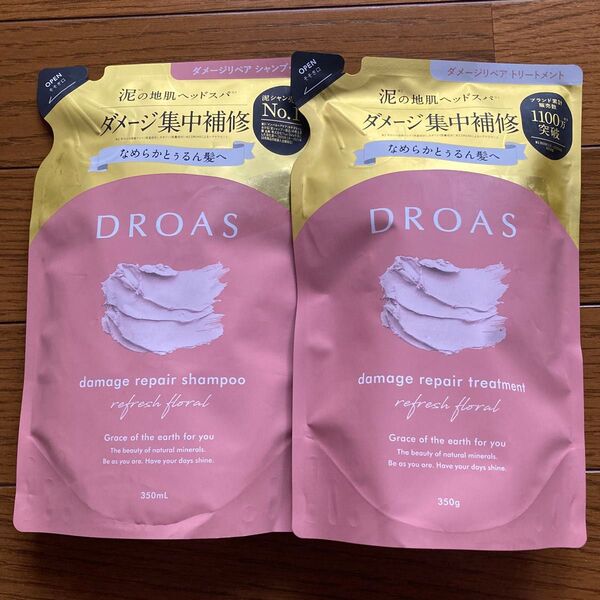 OPEN
ダメージリペア シャンプー
泥の地肌ヘッドスパ
ダメージ集中補修
なめらかとぅるん髪へ
泥シャン
No.1
DROAS
damage repair shampoo
refresh floral
Grace of the earth for you
The beauty of natural minerals.
Be as you are. Have your days shine.
350mL
OPEN
ダメージリペア トリートメント
泥の地肌ヘッドスパ
ダメージ集中補修
なめらかとぅるん髪へ
ブランド累計
販売数
1100万
突破
DROAS
damage repair treatment
refresh floral
Grace of the earth for you
The beauty of natural minerals.
Be as you are. Have your days shine.
350g